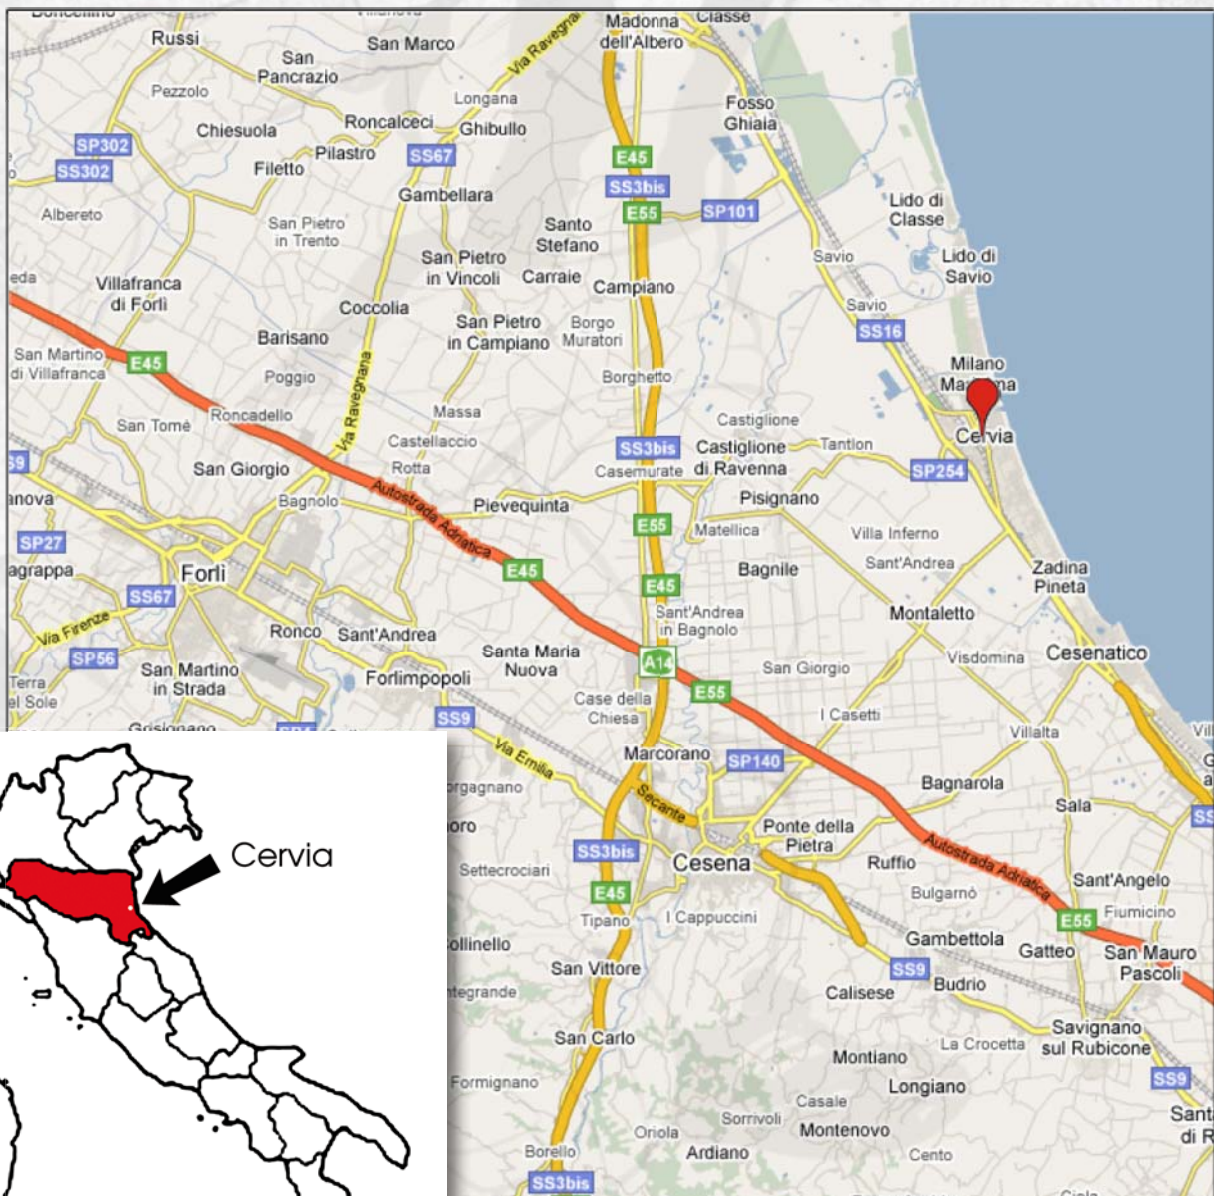 Classe
Madonna
dell'Albero
Russi
San Marco
Via Ravegnana
San
Pancrazio
Pezzolo
Longana
Fosso
Ghiaia
Chiesuola
Roncalceci
Ghibullo
SP302
Pilastro
SS67
E45
SS302
Filetto
SS3bis
Gambellara
Lido di
Classe
Albereto
E55
SP101
San Pietro
in Trento
Santo
Stefano
Savio
Lido di
Savio
San Pietro
in Vincoli
Carraie
Campiano
Villafranca
di Forlì
Coccolia
Savio
San Pietro
in Campiano
Borgo
Muratori
SS16
Barisano
San Martino
di Villafranca
E45
Milano
Poggio
Borghetto
Via Ravegnana
Roncadello
Massa
Castiglione
San Tomè
Cervia
Castellaccio
SS3bis
Castiglione
di Ravenna
Tantlon
San Giorgio
Rotta
Casemurate
SP254
Autostrada Adriatica
Bagnolo
Pievequinta
Pisignano
E55
Matellica
Villa Inferno
SP27
Sant'Andrea
Forlì
E45
Bagnile
Zadina
Pineta
SS67
E45
Via Firenze
Sant'Andrea
in Bagnolo
Montaletto
Ronco
Sant'Andrea
SP56
Santa Maria
Nuova
A14
Visdomina
Cesenatico
San Martino
in Strada
Forlimpopoli
San Giorgio
E55
Case della
Chiesa
SS9
I Casetti
Villalta
Via Emilia
Marcorano
SP140
Bagnarola
Secante
Sala
Cervia
Ponte della
Pietra
SS3bis
Cesena
Ruffio
Autostrada Adriatica
Settecrociari
Sant'Angelo
E45
Bulgarnò
Tipano
I Cappuccini
E55
Fiumicino
Gambettola
Gatteo
San Mauro
Pascoli
San Vittore
SS9
Calisese
Budrio
San Carlo
La Crocetta
Savignano
sul Rubicone
Montiano
Formignano
Longiano
SS9
Casale
Sorrivoli
Montenovo
Oriola
Borello
Ardiano
Cento
SS3bis